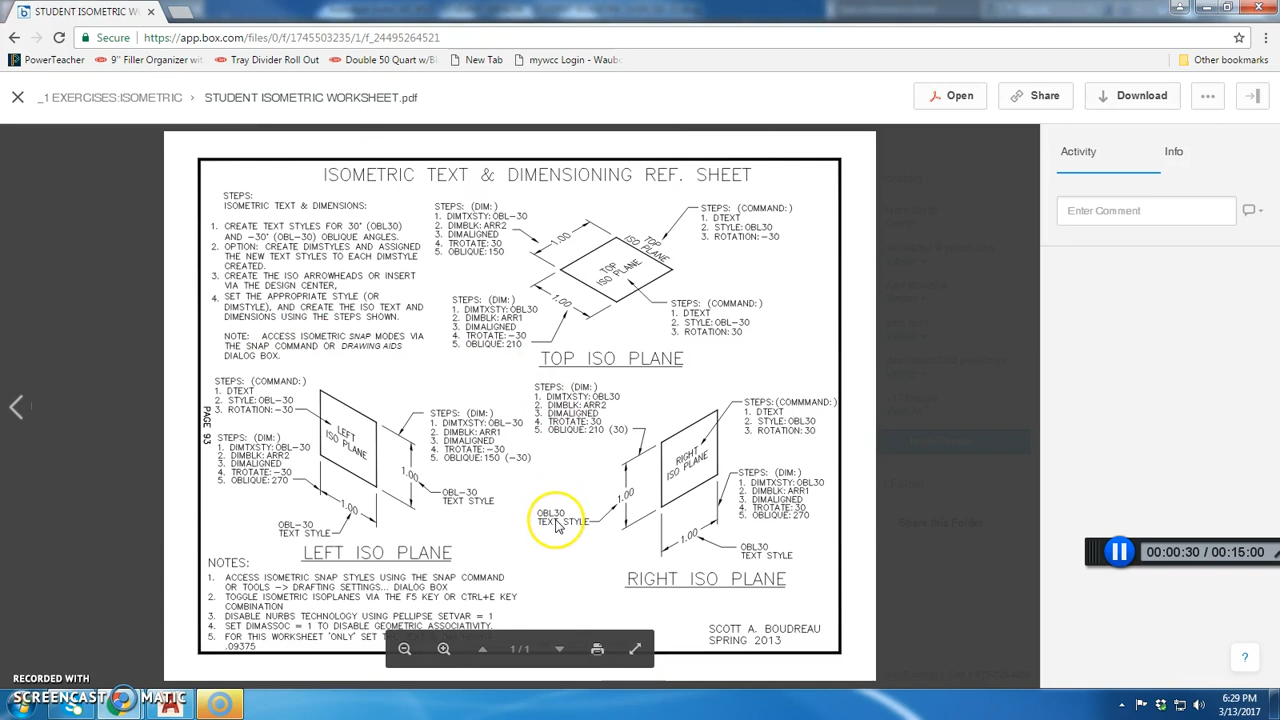 STUDENT ISOMETRIC WO
Secure
https://app.box.com/files/0/f/1745503235/1/f_24495264521
PowerTeacher
9" Filler Organizer wit
Tray Divider Roll Out
Double 50 Quart w/Bl
New Tab
mywcc Login - Waub
Other bookmarks
_1 EXERCISES:ISOMETRIC
STUDENT ISOMETRIC WORKSHEET.pdf
Open
Share
Download
Activity
Info
Enter Comment
ISOMETRIC TEXT & DIMENSIONING REF. SHEET
STEPS:
ISOMETRIC TEXT & DIMENSIONS:
1. CREATE TEXT STYLES FOR 30° (OBL30)
AND -30° (OBL-30) OBLIQUE ANGLES.
2. OPTION: CREATE DIMSTYLES AND ASSIGNED
THE NEW TEXT STYLES TO EACH DIMSTYLE
CREATED.
3. CREATE THE ISO ARROWHEADS OR INSERT
VIA THE DESIGN CENTER,
4. SET THE APPROPRIATE STYLE (OR
DIMSTYLE), AND CREATE THE ISO TEXT AND
DIMENSIONS USING THE STEPS SHOWN.
NOTE: ACCESS ISOMETRIC SNAP MODES VIA
THE SNAP COMMAND OR DRAWING AIDS
DIALOG BOX.
STEPS: (DIM:)
1. DIMTXSTY: OBL-30
2. DIMBLK: ARR2
3. DIMALIGNED
4. TROTATE: 30
5. OBLIQUE: 150
1.00
TOP
ISO PLANE
TOP
ISO PLANE
STEPS: (COMMAND:)
1. DTEXT
2. STYLE: OBL30
3. ROTATION: -30
STEPS: (DIM:)
1. DIMTXSTY: OBL30
2. DIMBLK: ARR1
3. DIMALIGNED
4. TROTATE: -30
5. OBLIQUE: 210
1.00
STEPS: (COMMAND:)
1. DTEXT
2. STYLE: OBL-30
3. ROTATION: 30
TOP ISO PLANE
STEPS: (COMMAND:)
1. DTEXT
2. STYLE: OBL-30
3. ROTATION: -30
PAGE 93
STEPS: (DIM:)
1. DIMTXSTY: OBL-30
2. DIMBLK: ARR2
3. DIMALIGNED
4. TROTATE: -30
5. OBLIQUE: 270
LEFT
ISO PLANE
STEPS: (DIM:)
1. DIMTXSTY: OBL-30
2. DIMBLK: ARR1
3. DIMALIGNED
4. TROTATE: -30
5. OBLIQUE: 150 (-30)
1.00
OBL-30
TEXT STYLE
1.00
OBL-30
TEXT STYLE
LEFT ISO PLANE
STEPS: (DIM:)
1. DIMTXSTY: OBL30
2. DIMBLK: ARR2
3. DIMALIGNED
4. TROTATE: 30
5. OBLIQUE: 210 (30)
RIGHT
ISO PLANE
STEPS: (COMMMAND:)
1. DTEXT
2. STYLE: OBL30
3. ROTATION: 30
STEPS: (DIM:)
1. DIMTXSTY: OBL30
2. DIMBLK: ARR1
3. DIMALIGNED
4. TROTATE: 30
5. OBLIQUE: 270
1.00
OBL30
TEXT STYLE
1.00
OBL30
TEXT STYLE
RIGHT ISO PLANE
NOTES:
1. ACCESS ISOMETRIC SNAP STYLES USING THE SNAP COMMAND
OR TOOLS -> DRAFTING SETTINGS... DIALOG BOX
2. TOGGLE ISOMETRIC ISOPLANES VIA THE F5 KEY OR CTRL+E KEY
COMBINATION
3. DISABLE NURBS TECHNOLOGY USING PELLIPSE SETVAR = 1
4. SET DIMASSOC = 1 TO DISABLE GEOMETRIC ASSOCIATIVITY.
5. FOR THIS WORKSHEET 'ONLY' SET
.09375
SCOTT A. BOUDREAU
SPRING 2013
1 / 1
00:00:30 / 00:15:00
?
RECORDED WITH
SCREENCAST MATIC
6:29 PM
3/13/2017